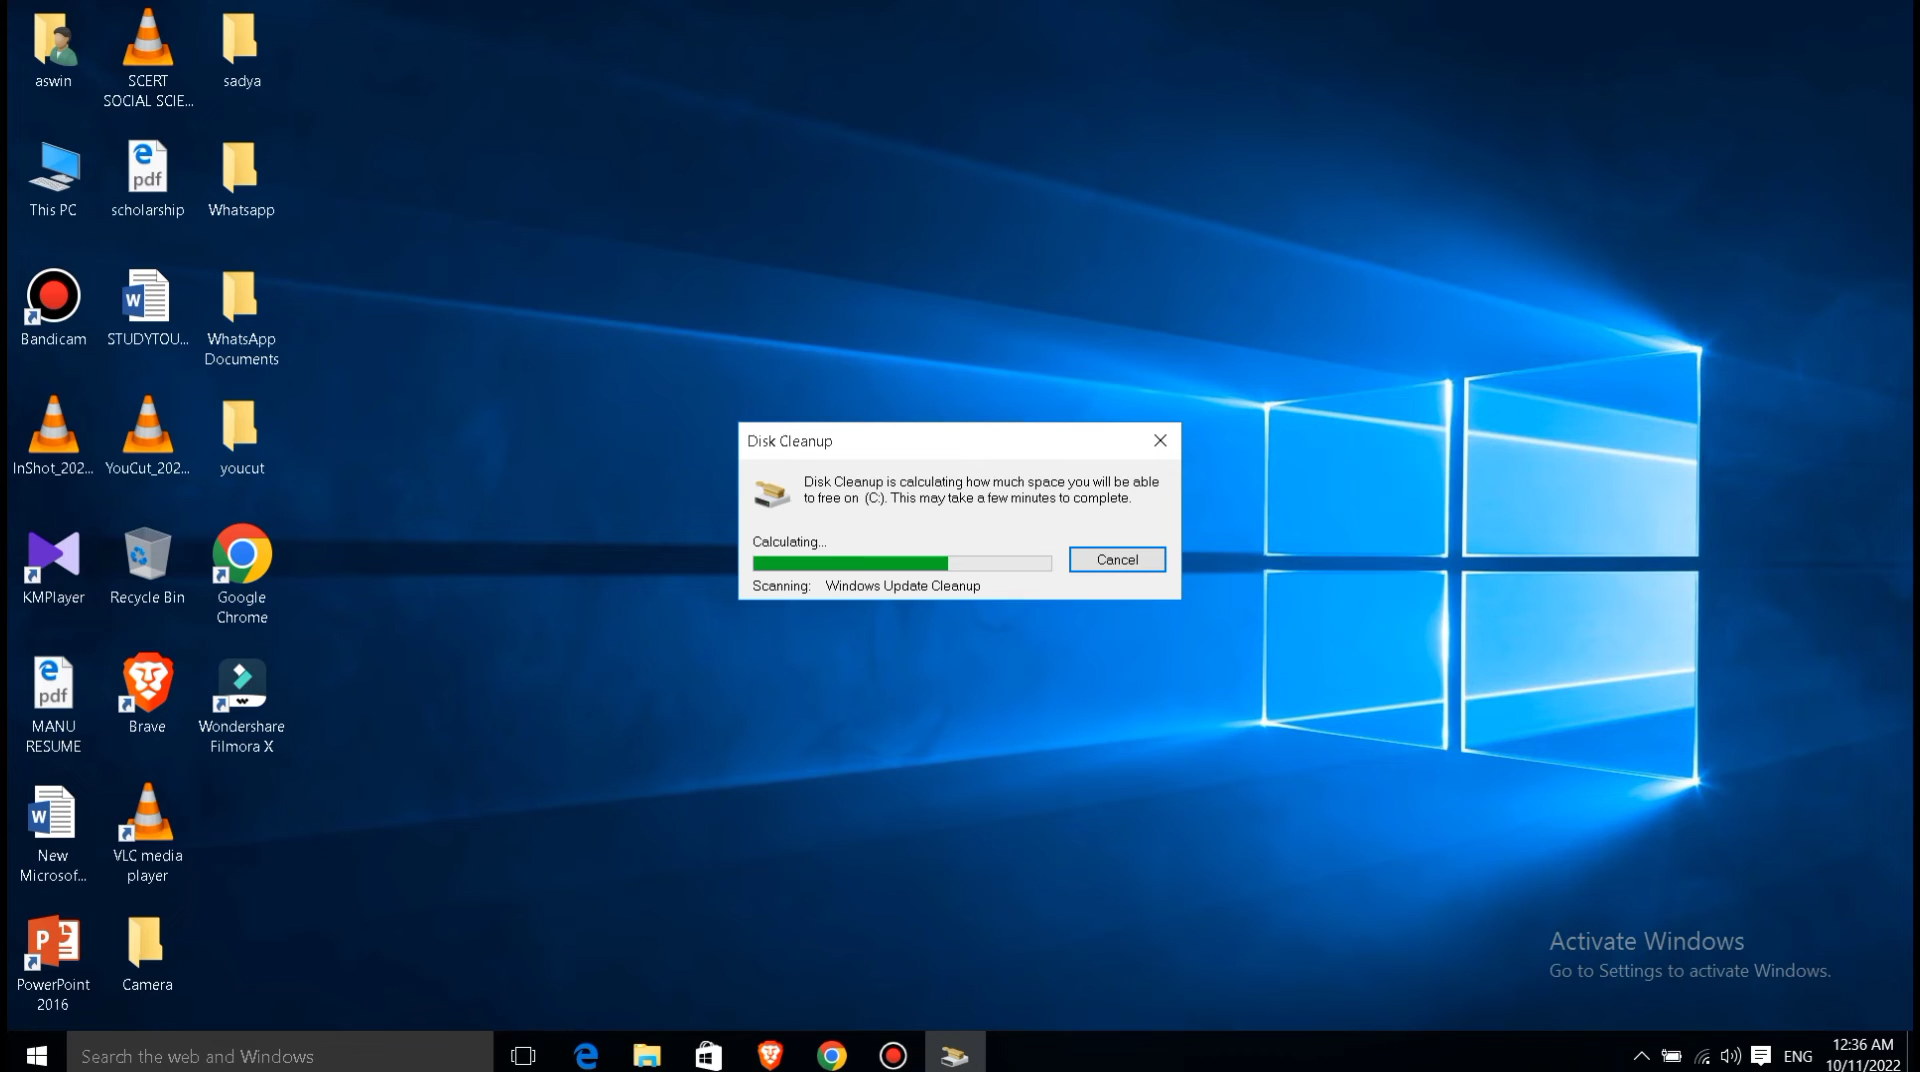 aswin
SCERT
SOCIAL SCIE...
sadya
This PC
pdf
scholarship
Whatsapp
Bandicam
W
STUDYTOU...
WhatsApp
Documents
InShot_202...
YouCut_202...
youcut
KMPlayer
Recycle Bin
Google
Chrome
pdf
MANU
RESUME
Brave
Wondershare
Filmora X
W
New
Microsof...
VLC media
player
P
PowerPoint
2016
Camera
Disk Cleanup
Disk Cleanup is calculating how much space you will be able
to free on (C:). This may take a few minutes to complete.
Calculating...
Cancel
Scanning: Windows Update Cleanup
Activate Windows
Go to Settings to activate Windows.
Search the web and Windows
ENG
12:36 AM
10/11/2022